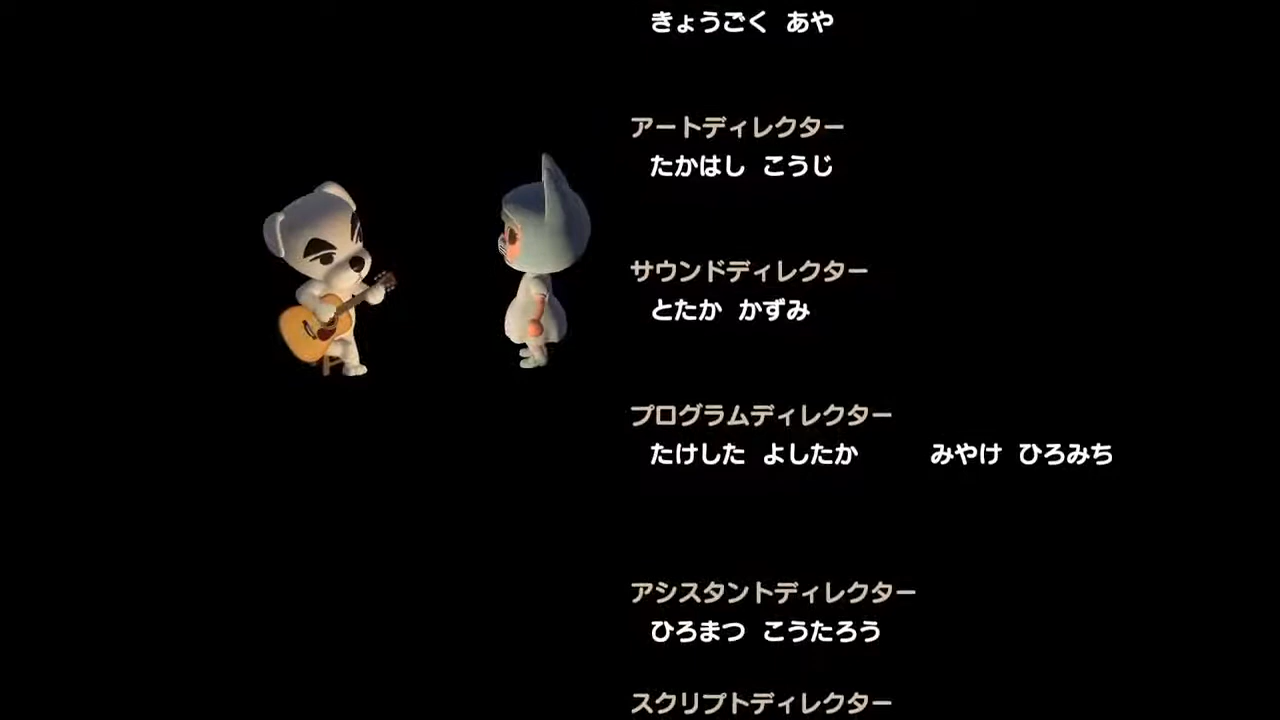 きょうごく あや
アートディレクター
たかはし こうじ
サウンドディレクター
とたか かずみ
プログラムディレクター
たけした よしたか みやけ ひろみち
アシスタントディレクター
ひろまつ こうたろう
スクリプトディレクター